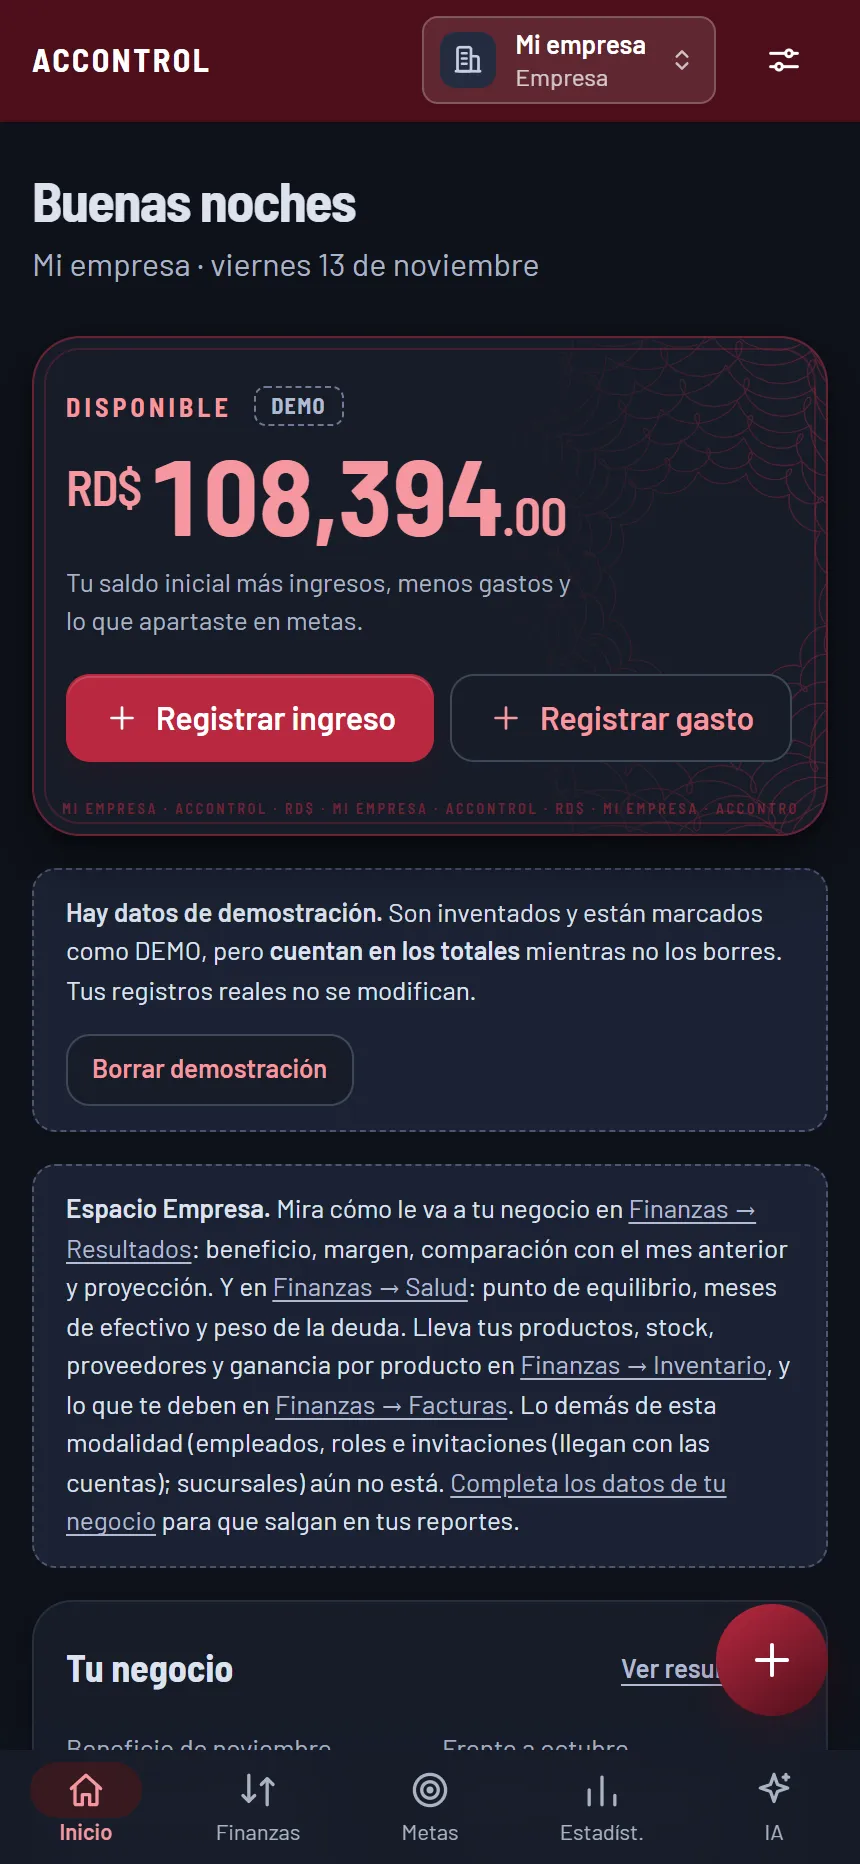 ACCONTROL
Mi empresa
Empresa
Buenas noches
Mi empresa · viernes 13 de noviembre
DISPONIBLE DEMO
RD$ 108,394.00
Tu saldo inicial más ingresos, menos gastos y
lo que apartaste en metas.
+ Registrar ingreso
+ Registrar gasto
MI EMPRESA · ACCONTROL · RD$ · MI EMPRESA · ACCONTROL · RD$ · MI EMPRESA · ACCONTRO
Hay datos de demostración. Son inventados y están marcados
como DEMO, pero cuentan en los totales mientras no los borres.
Tus registros reales no se modifican.
Borrar demostración
Espacio Empresa. Mira cómo le va a tu negocio en Finanzas →
Resultados: beneficio, margen, comparación con el mes anterior
y proyección. Y en Finanzas → Salud: punto de equilibrio, meses
de efectivo y peso de la deuda. Lleva tus productos, stock,
proveedores y ganancia por producto en Finanzas → Inventario, y
lo que te deben en Finanzas → Facturas. Lo demás de esta
modalidad (empleados, roles e invitaciones (llegan con las
cuentas); sucursales) aún no está. Completa los datos de tu
negocio para que salgan en tus reportes.
Tu negocio
Ver resu
Beneficio de noviembre
Frente a octubre
Inicio
Finanzas
Metas
Estadíst.
IA